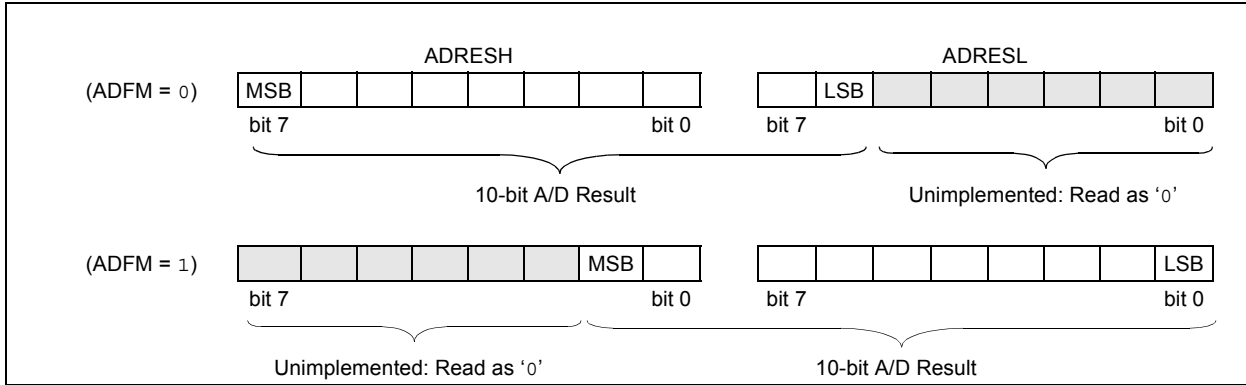 ADRESH ADRESL
(ADFM = 0) MSB LSB
bit 7 bit 0 bit 7 bit 0
10-bit A/D Result Unimplemented: Read as ‘0’
(ADFM = 1) MSB LSB
bit 7 bit 0 bit 7 bit 0
Unimplemented: Read as ‘0’ 10-bit A/D Result